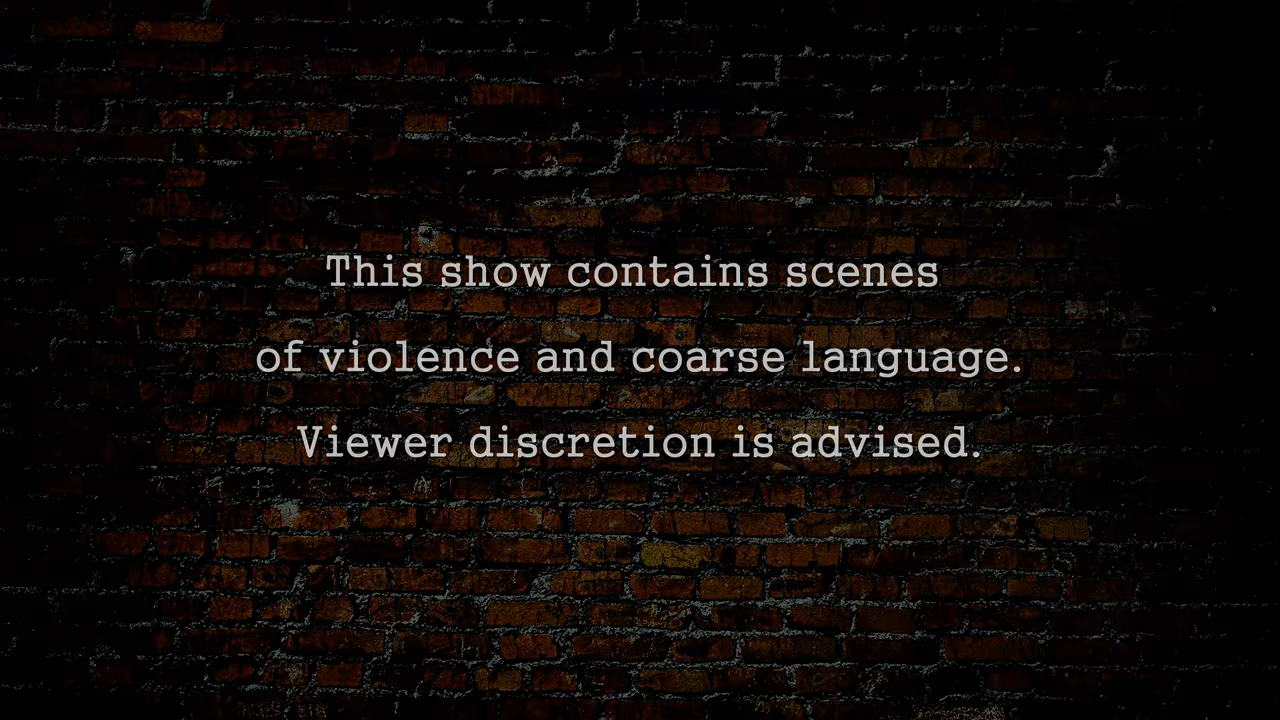 This show contains scenes
of violence and coarse language.
Viewer discretion is advised.